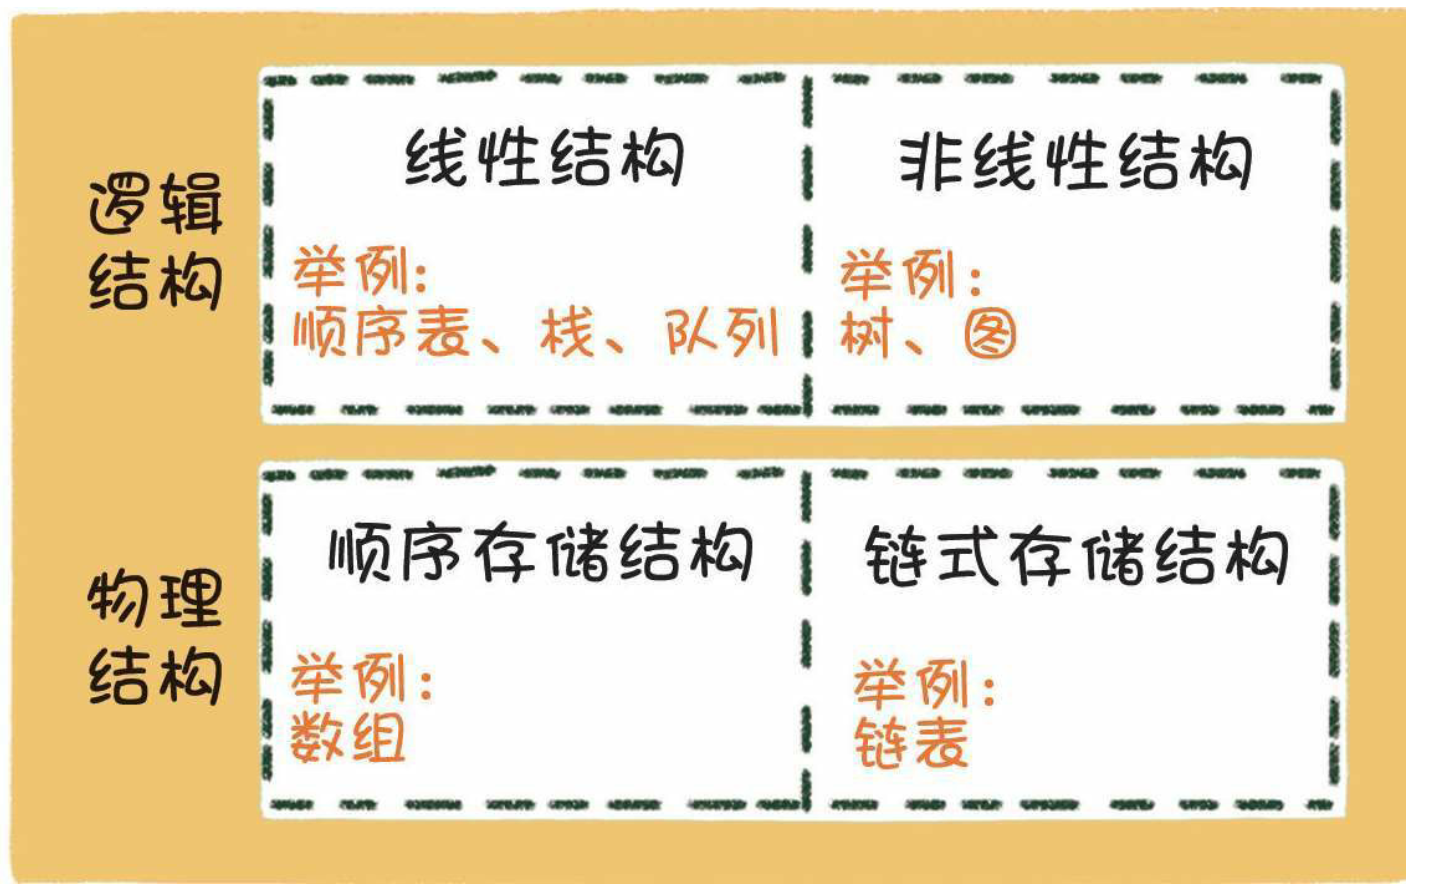 逻辑
结构
线性结构
举例:
顺序表、栈、队列
非线性结构
举例:
树、图
物理
结构
顺序存储结构
举例:
数组
链式存储结构
举例:
链表